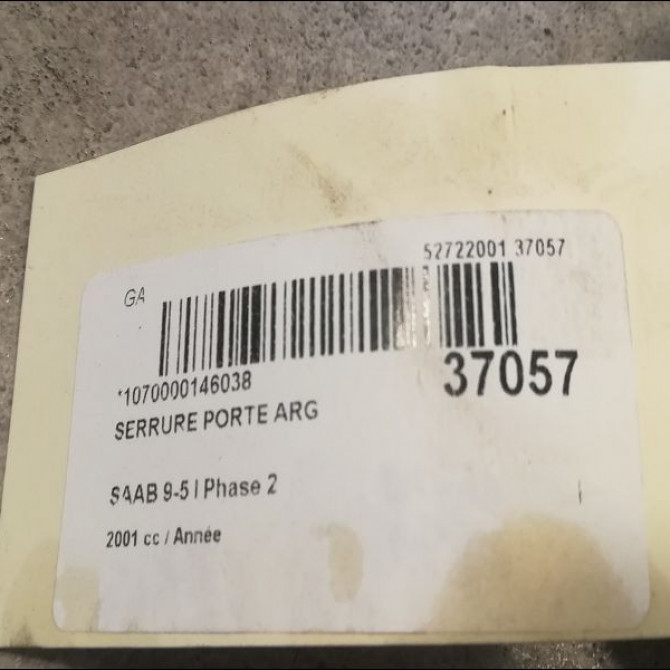 52722001 37057
GA
*1070000146038
37057
SERRURE PORTE ARG
SAAB 9-5 I Phase 2
2001 cc / Année